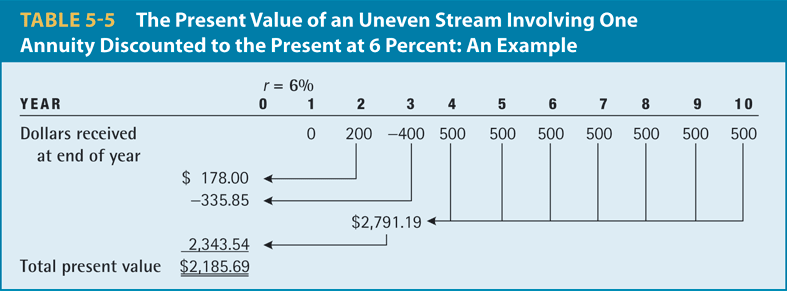 TABLE 5-5 The Present Value of an Uneven Stream Involving One
Annuity Discounted to the Present at 6 Percent: An Example
r = 6%
YEAR 0 1 2 3 4 5 6 7 8 9 10
Dollars received 0 200 –400 500 500 500 500 500 500 500
at end of year
$ 178.00
–335.85
$2,791.19
2,343.54
Total present value $2,185.69